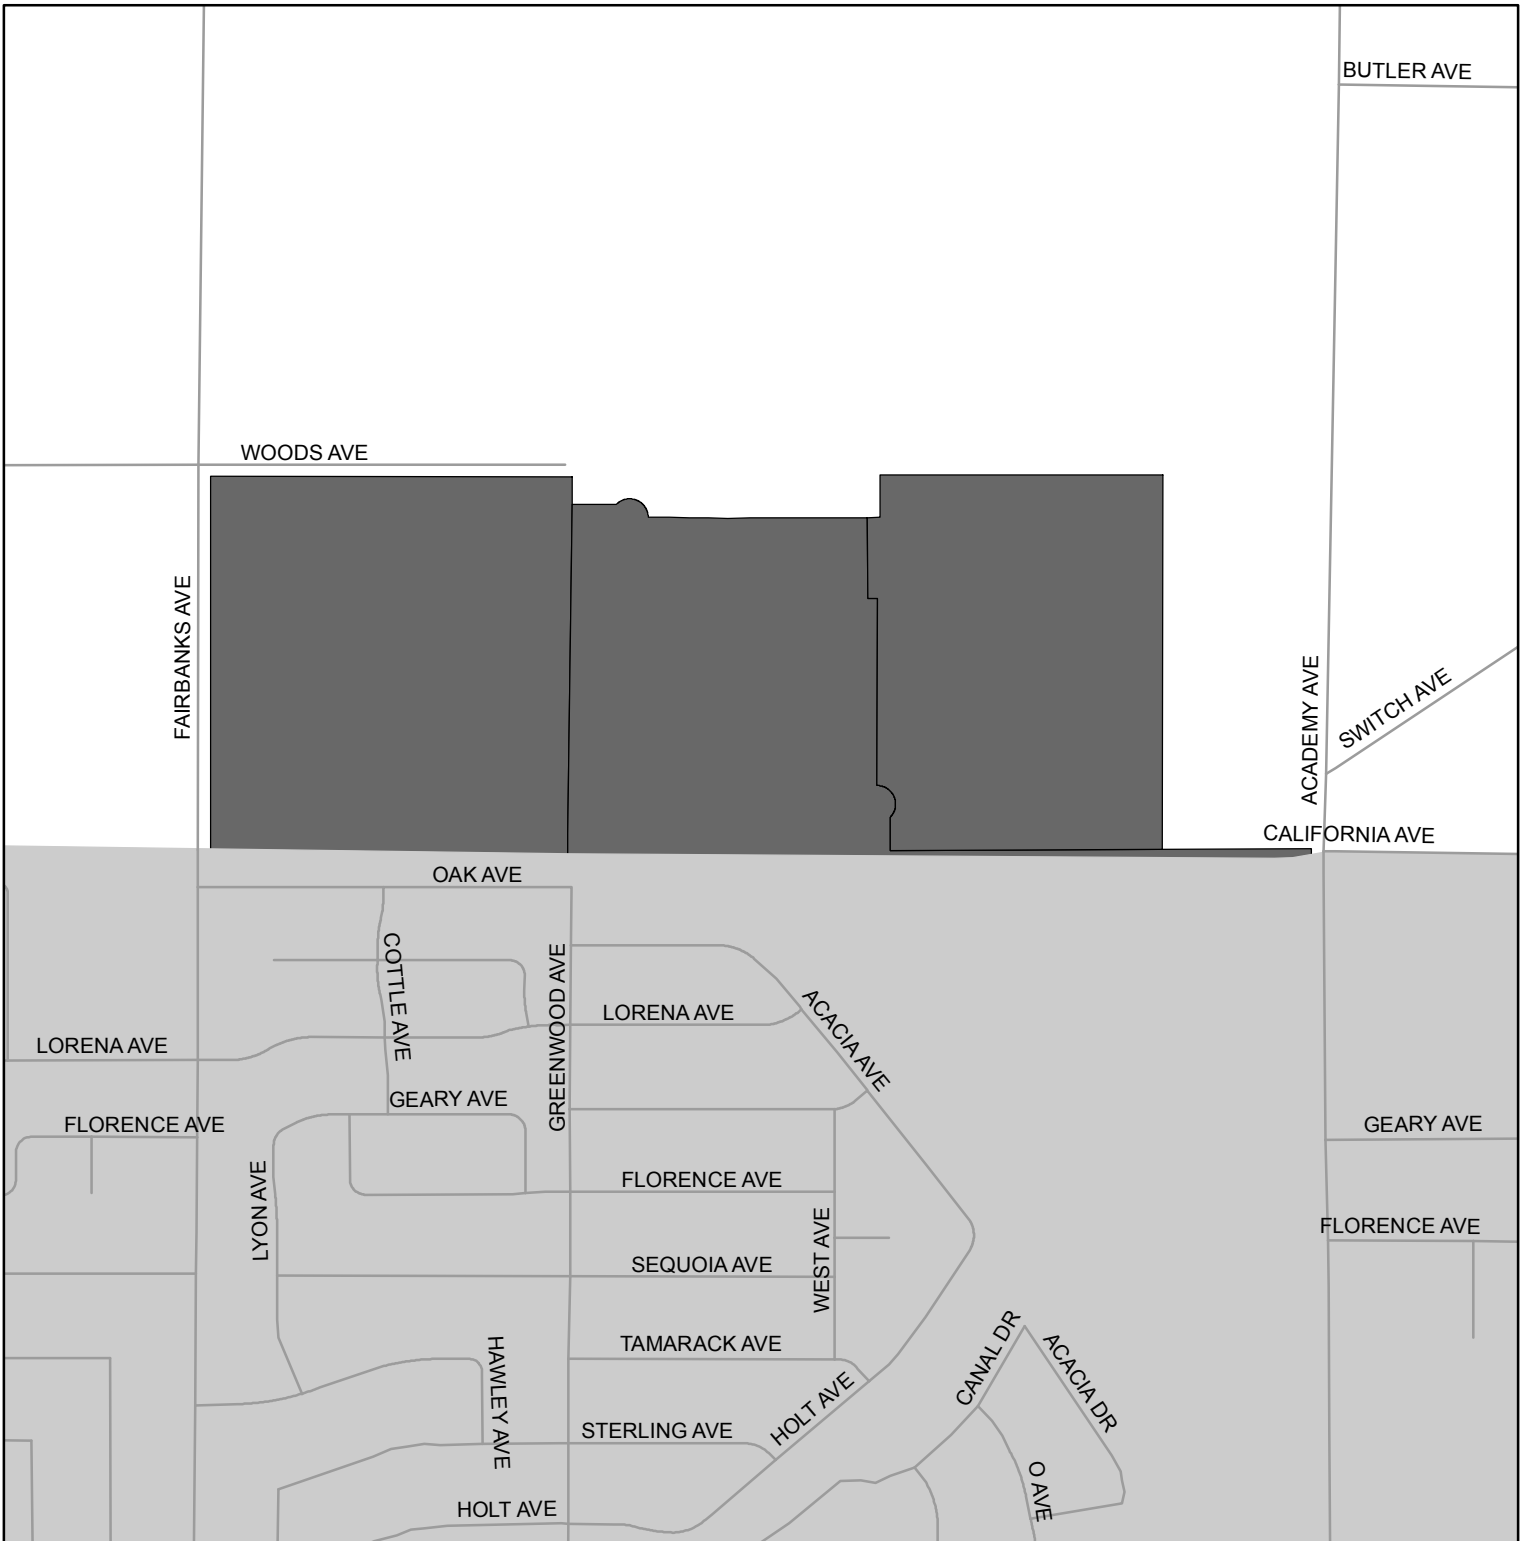 BUTLER AVE
WOODS AVE
FAIRBANKS AVE
ACADEMY AVE
SWITCH AVE
CALIFORNIA AVE
OAK AVE
COTTLE AVE
GREENWOOD AVE
LORENA AVE
ACACIA AVE
LORENA AVE
GEARY AVE
FLORENCE AVE
GEARY AVE
LYON AVE
FLORENCE AVE
WEST AVE
FLORENCE AVE
SEQUOIA AVE
TAMARACK AVE
HAWLEY AVE
CANAL DR
ACACIA DR
HOLT AVE
STERLING AVE
O AVE
HOLT AVE